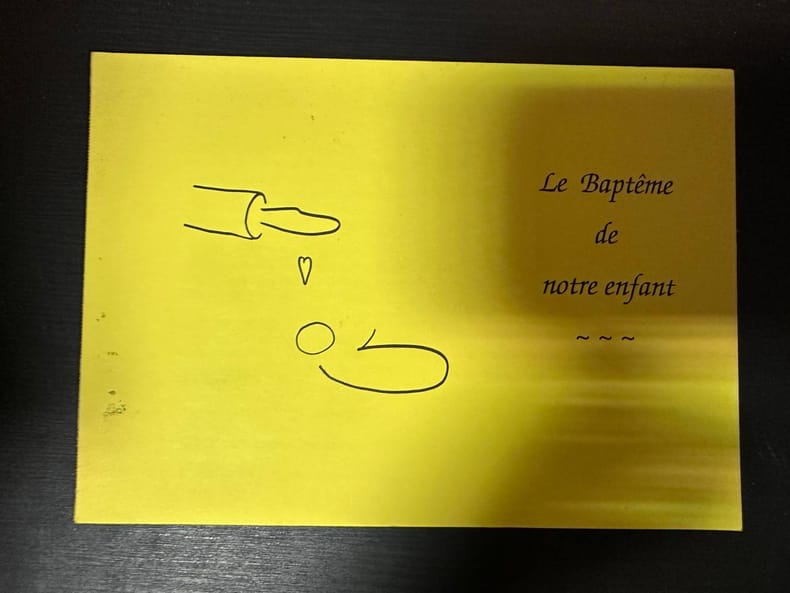 Le Baptême
de
notre enfant
~ ~ ~